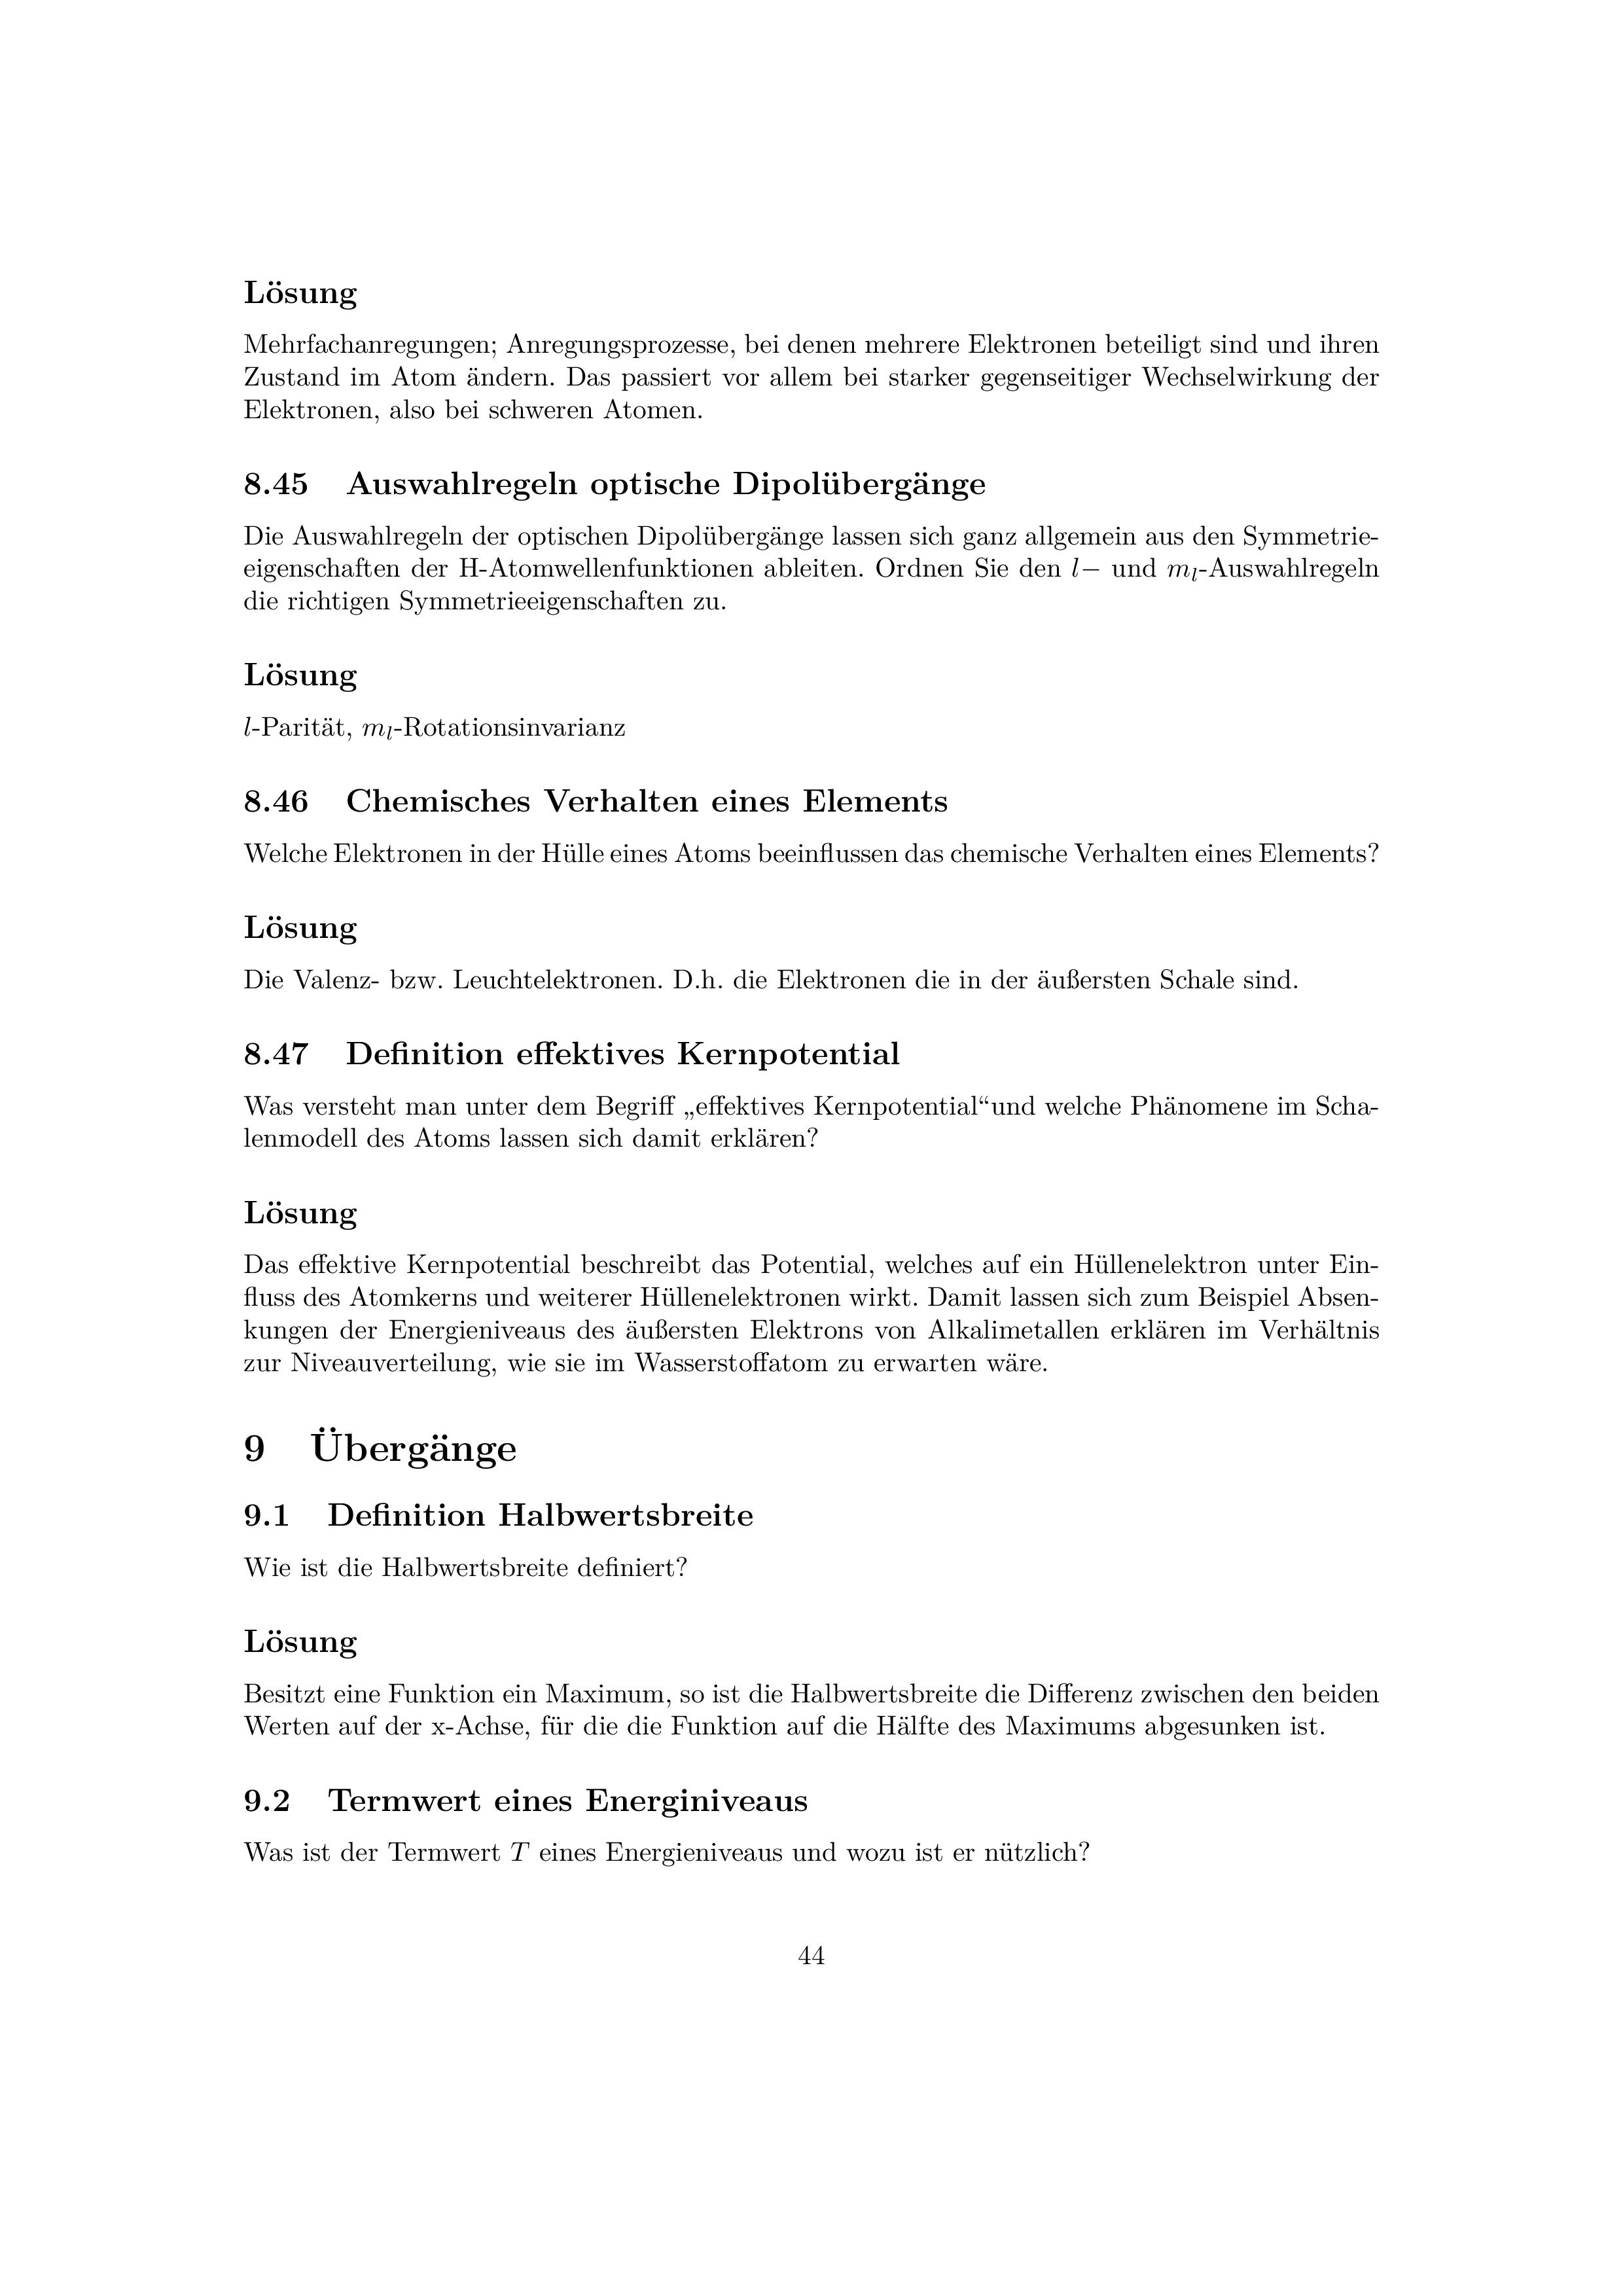 Lösung
Mehrfachanregungen; Anregungsprozesse, bei denen mehrere Elektronen beteiligt sind und ihren
Zustand im Atom ändern. Das passiert vor allem bei starker gegenseitiger Wechselwirkung der
Elektronen, also bei schweren Atomen.
8.45 Auswahlregeln optische Dipolübergänge
Die Auswahlregeln der optischen Dipolübergänge lassen sich ganz allgemein aus den Symmetrie-
eigenschaften der H-Atomwellenfunktionen ableiten. Ordnen Sie den l− und mₗ-Auswahlregeln
die richtigen Symmetrieeigenschaften zu.
Lösung
l-Parität, mₗ-Rotationsinvarianz
8.46 Chemisches Verhalten eines Elements
Welche Elektronen in der Hülle eines Atoms beeinflussen das chemische Verhalten eines Elements?
Lösung
Die Valenz- bzw. Leuchtelektronen. D.h. die Elektronen die in der äußersten Schale sind.
8.47 Definition effektives Kernpotential
Was versteht man unter dem Begriff „effektives Kernpotential“und welche Phänomene im Scha-
lenmodell des Atoms lassen sich damit erklären?
Lösung
Das effektive Kernpotential beschreibt das Potential, welches auf ein Hüllenelektron unter Ein-
fluss des Atomkerns und weiterer Hüllenelektronen wirkt. Damit lassen sich zum Beispiel Absen-
kungen der Energieniveaus des äußersten Elektrons von Alkalimetallen erklären im Verhältnis
zur Niveauverteilung, wie sie im Wasserstoffatom zu erwarten wäre.
9 Übergänge
9.1 Definition Halbwertsbreite
Wie ist die Halbwertsbreite definiert?
Lösung
Besitzt eine Funktion ein Maximum, so ist die Halbwertsbreite die Differenz zwischen den beiden
Werten auf der x-Achse, für die die Funktion auf die Hälfte des Maximums abgesunken ist.
9.2 Termwert eines Energiniveaus
Was ist der Termwert T eines Energieniveaus und wozu ist er nützlich?
44